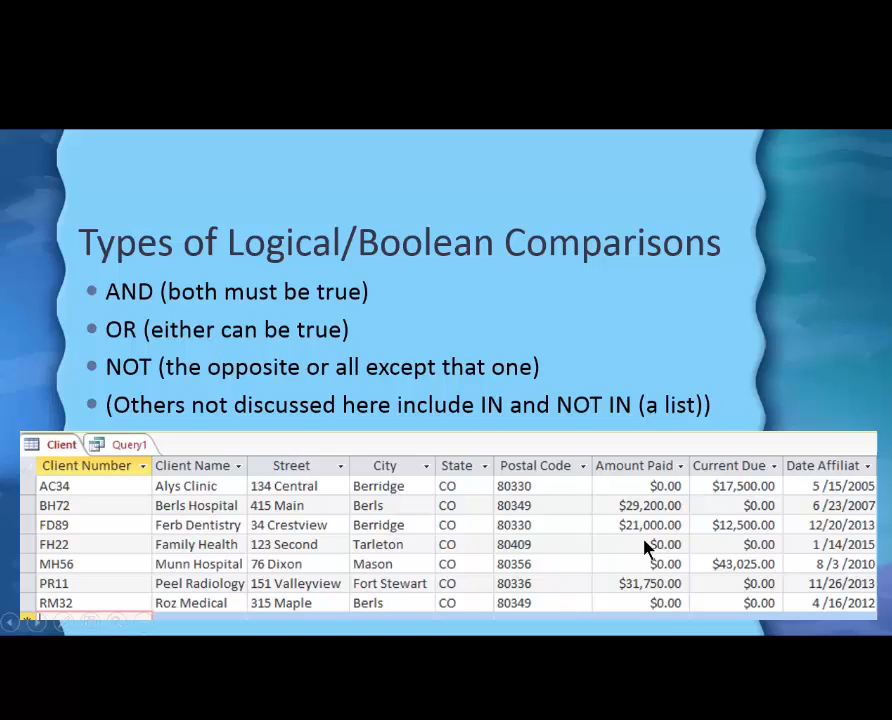 Types of Logical/Boolean Comparisons
AND (both must be true)
OR (either can be true)
NOT (the opposite or all except that one)
(Others not discussed here include IN and NOT IN (a list))
Client Query1
Client Number Client Name Street City State Postal Code Amount Paid Current Due Date Affiliat
AC34 Alys Clinic 134 Central Berridge CO 80330 $0.00 $17,500.00 5 /15/2005
BH72 Berls Hospital 415 Main Berls CO 80349 $29,200.00 $0.00 6 /23/2007
FD89 Ferb Dentistry 34 Crestview Berridge CO 80330 $21,000.00 $12,500.00 12/20/2013
FH22 Family Health 123 Second Tarleton CO 80409 $0.00 $0.00 1 /14/2015
MH56 Munn Hospital 76 Dixon Mason CO 80356 $0.00 $43,025.00 8 /3 /2010
PR11 Peel Radiology 151 Valleyview Fort Stewart CO 80336 $31,750.00 $0.00 11/26/2013
RM32 Roz Medical 315 Maple Berls CO 80349 $0.00 $0.00 4 /16/2012